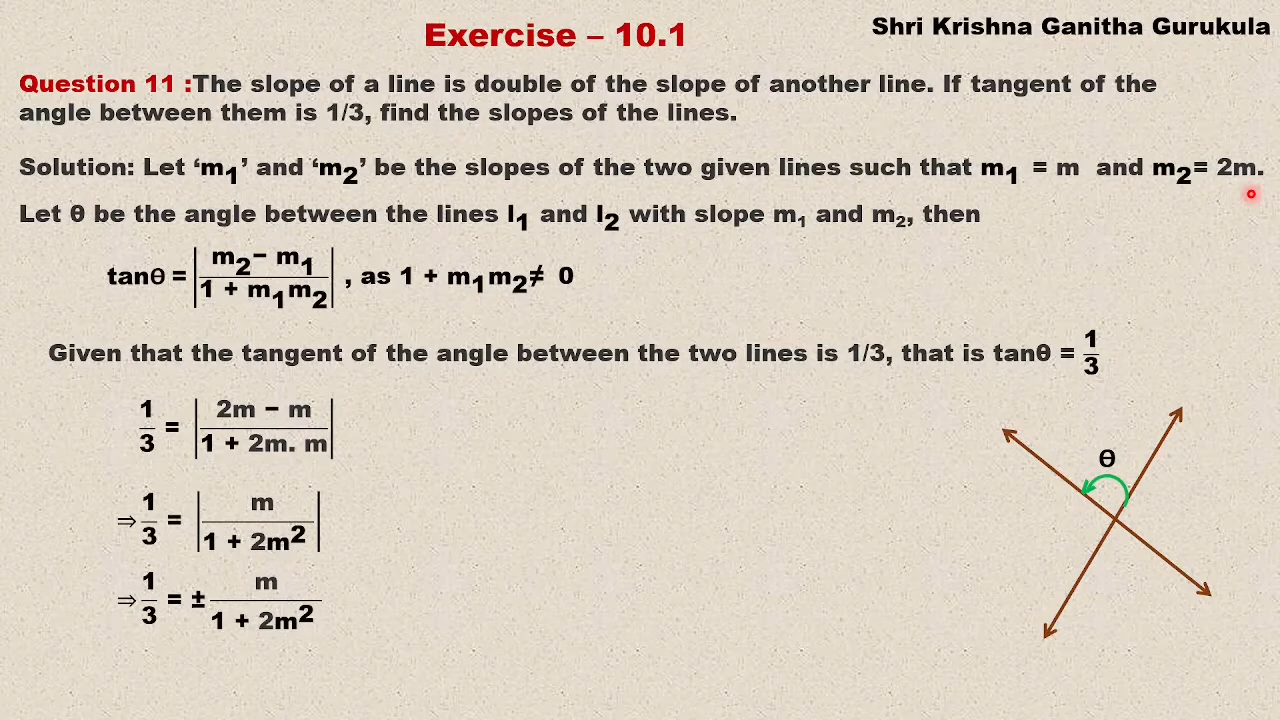 Shri Krishna Ganitha Gurukula
Exercise – 10.1
Question 11 :The slope of a line is double of the slope of another line. If tangent of the
angle between them is 1/3, find the slopes of the lines.
Solution: Let ‘m₁’ and ‘m₂’ be the slopes of the two given lines such that m₁ = m and m₂= 2m.
Let θ be the angle between the lines l₁ and l₂ with slope m₁ and m₂, then
tanθ = |(m₂− m₁)/(1 + m₁m₂)| , as 1 + m₁m₂≠ 0
Given that the tangent of the angle between the two lines is 1/3, that is tanθ = 1/3
1/3 = |(2m − m)/(1 + 2m. m)|
⇒ 1/3 = |m/(1 + 2m²)|
⇒ 1/3 = ± m/(1 + 2m²)
θ